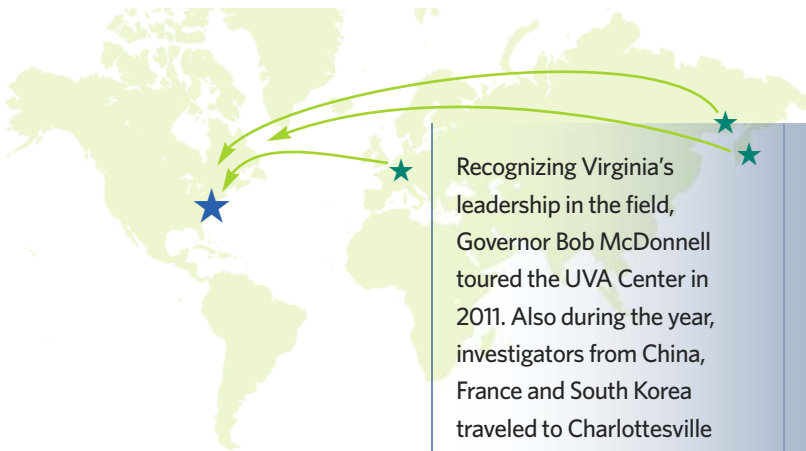 Recognizing Virginia’s
leadership in the field,
Governor Bob McDonnell
toured the UVA Center in
2011. Also during the year,
investigators from China,
France and South Korea
traveled to Charlottesville